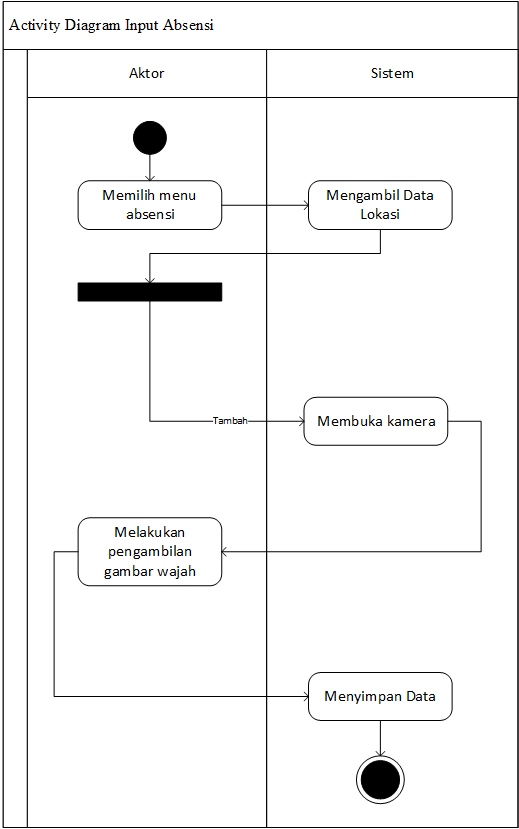 Activity Diagram Input Absensi
Aktor
Sistem
Memilih menu
absensi
Mengambil Data
Lokasi
Tambah
Membuka kamera
Melakukan
pengambilan
gambar wajah
Menyimpan Data